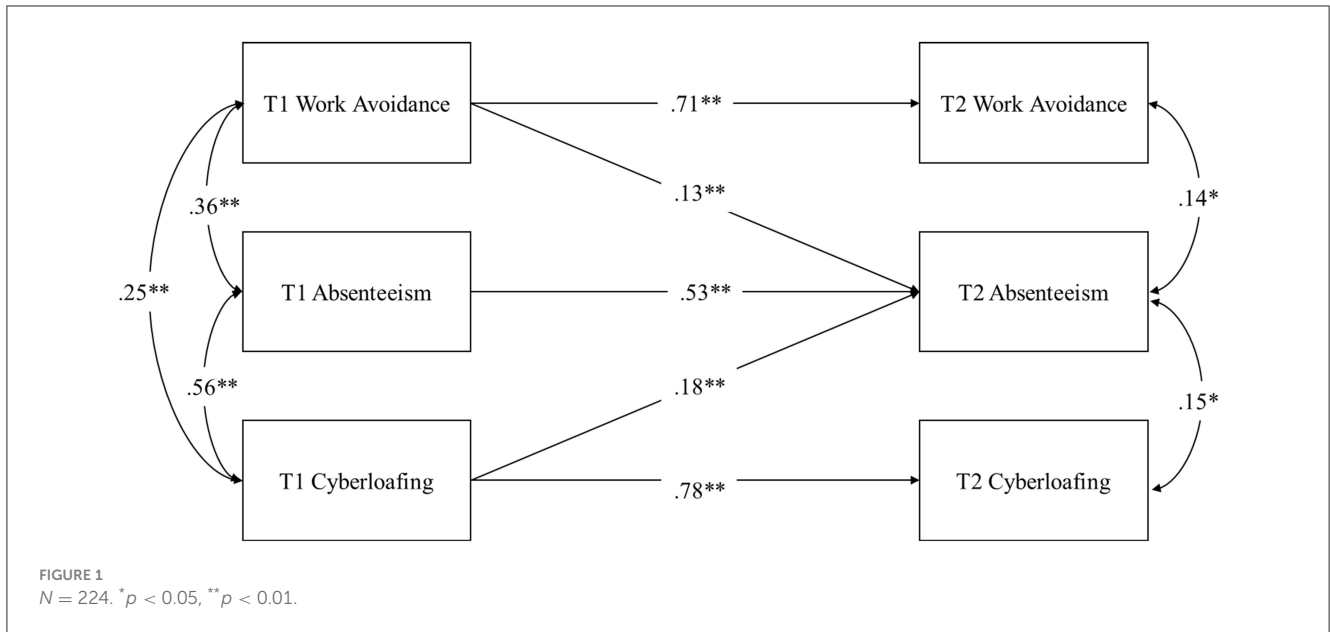 T1 Work Avoidance
.71**
T2 Work Avoidance
.13**
.36**
.14*
.25**
T1 Absenteeism
.53**
T2 Absenteeism
.56**
.18**
.15*
T1 Cyberloafing
.78**
T2 Cyberloafing
FIGURE 1
N = 224. *p < 0.05, **p < 0.01.